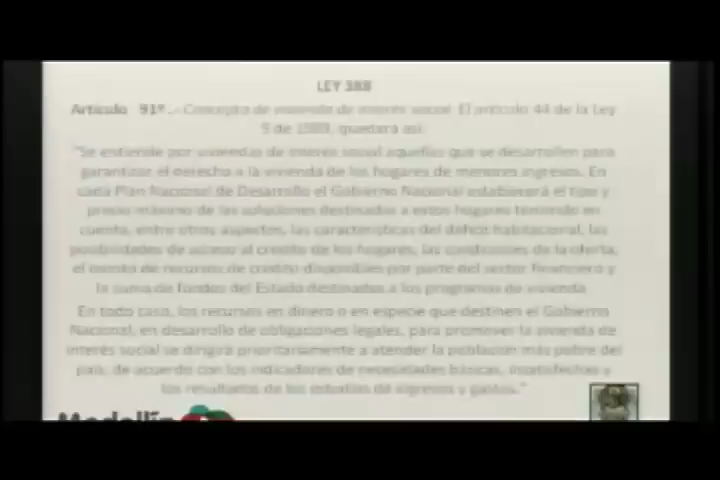 LEY 388
Artículo 91º.- Concepto de vivienda de interés social. El artículo 44 de la Ley
9 de 1989, quedará así:
"Se entiende por viviendas de interés social aquellas que se desarrollen para
garantizar el derecho a la vivienda de los hogares de menores ingresos. En
cada Plan Nacional de Desarrollo el Gobierno Nacional establecerá el tipo y
precio máximo de las soluciones destinadas a estos hogares teniendo en
cuenta, entre otros aspectos, las características del déficit habitacional, las
posibilidades de acceso al crédito de los hogares, las condiciones de la oferta,
el monto de recursos de crédito disponibles por parte del sector financiero y
la suma de fondos del Estado destinados a los programas de vivienda.
En todo caso, los recursos en dinero o en especie que destinen el Gobierno
Nacional, en desarrollo de obligaciones legales, para promover la vivienda de
interés social se dirigirá prioritariamente a atender la población más pobre del
país, de acuerdo con los indicadores de necesidades básicas, insatisfechas y
los resultados de los estudios de ingresos y gastos."
Medellín